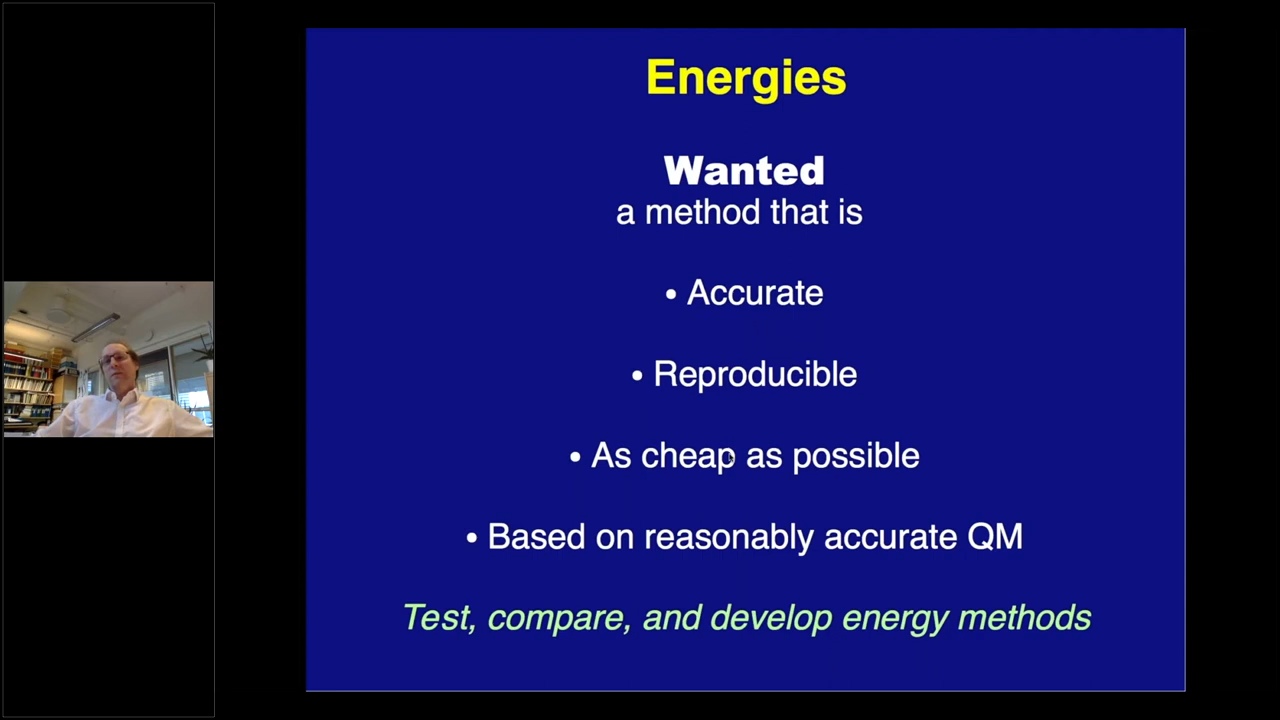 Energies
Wanted
a method that is
• Accurate
• Reproducible
• As cheap as possible
• Based on reasonably accurate QM
Test, compare, and develop energy methods